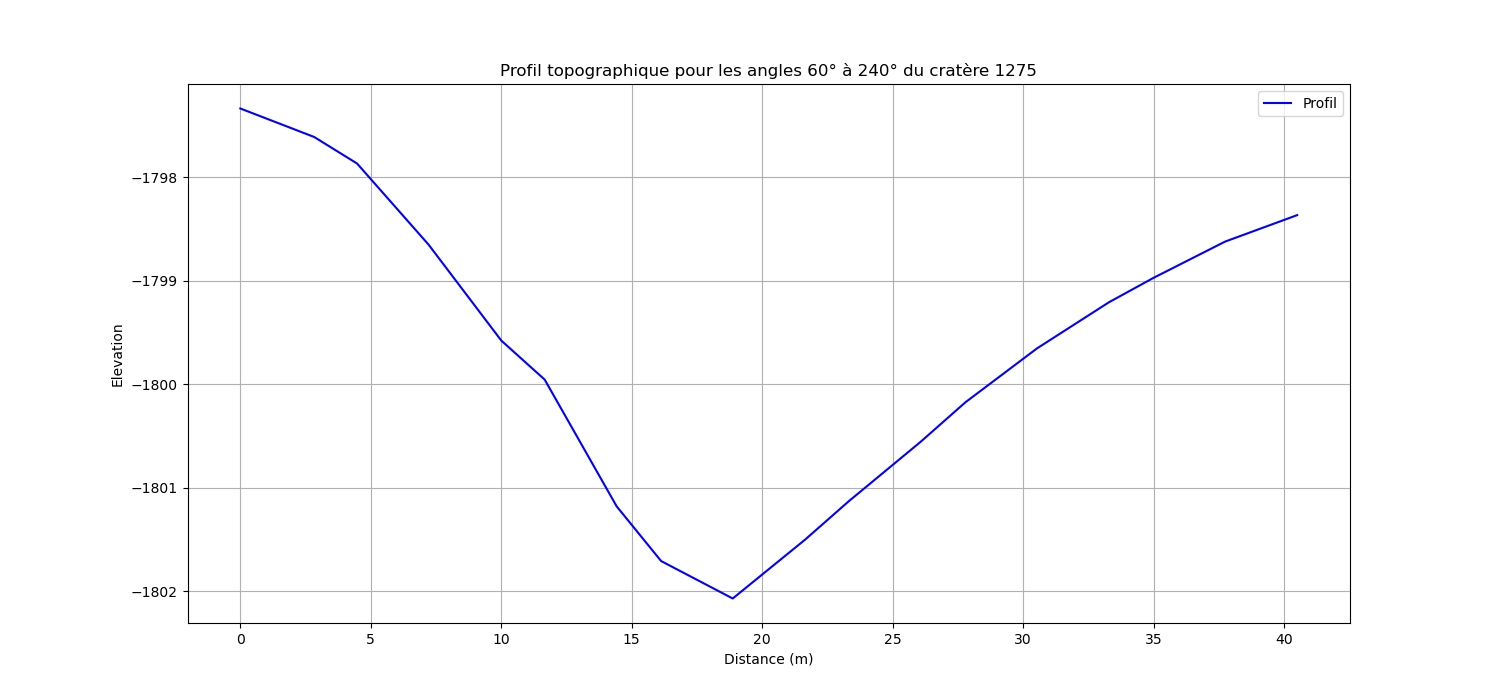 Profil topographique pour les angles 60° à 240° du cratère 1275
Profil
Elevation
−1798
−1799
−1800
−1801
−1802
0 5 10 15 20 25 30 35 40
Distance (m)